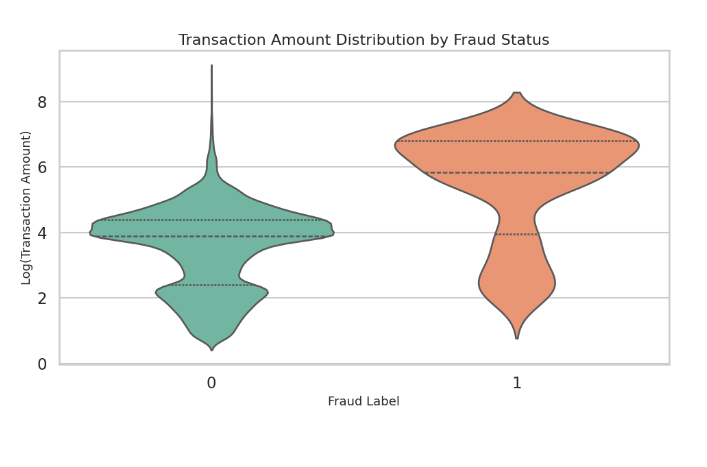 Transaction Amount Distribution by Fraud Status
Log(Transaction Amount)
8
6
4
2
0
0 1
Fraud Label